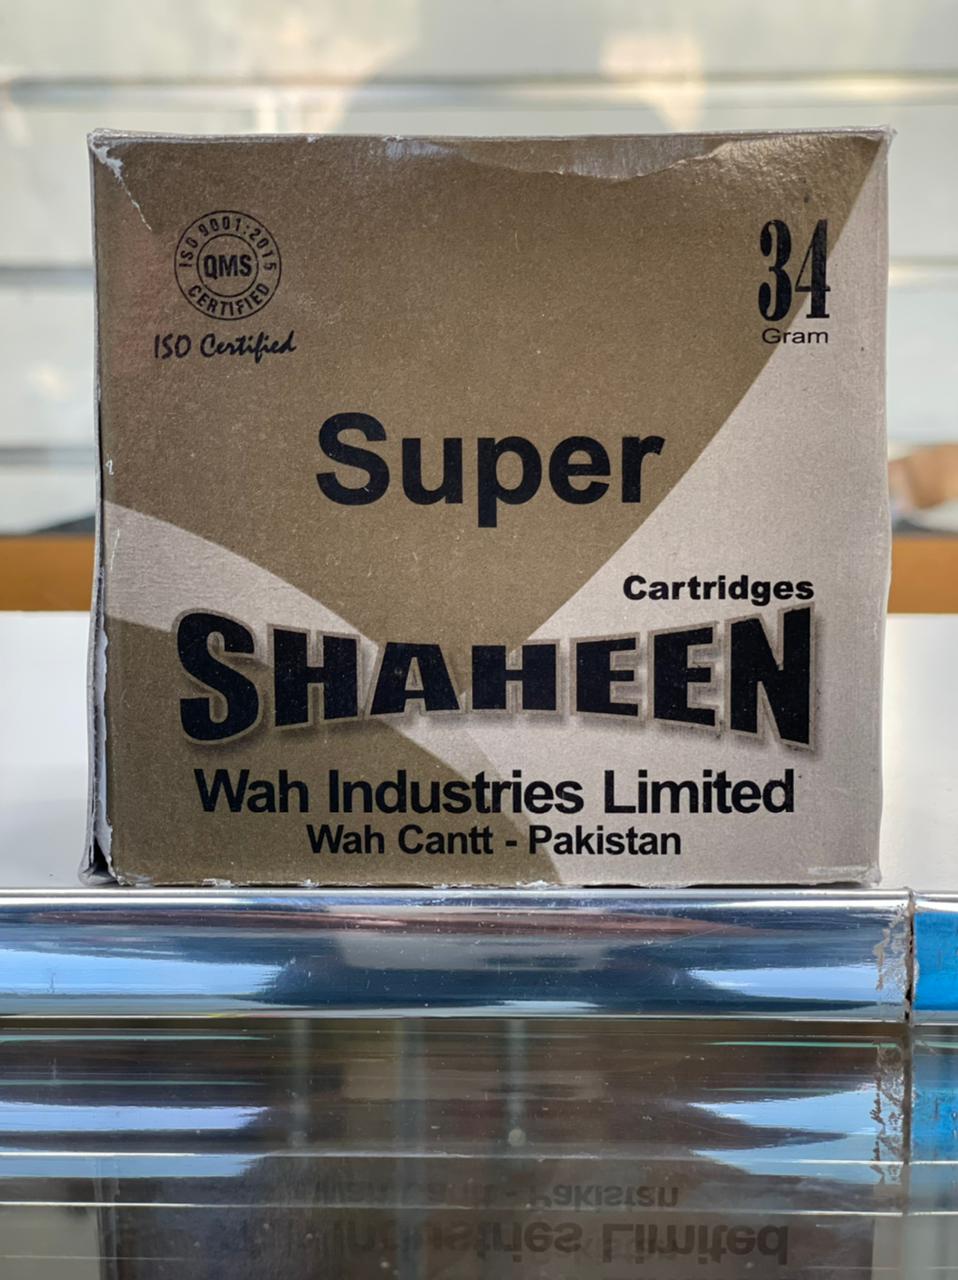 ISO 9001:2015
QMS
CERTIFIED
ISO Certified
34
Gram
Super
Cartridges
SHAHEEN
Wah Industries Limited
Wah Cantt - Pakistan